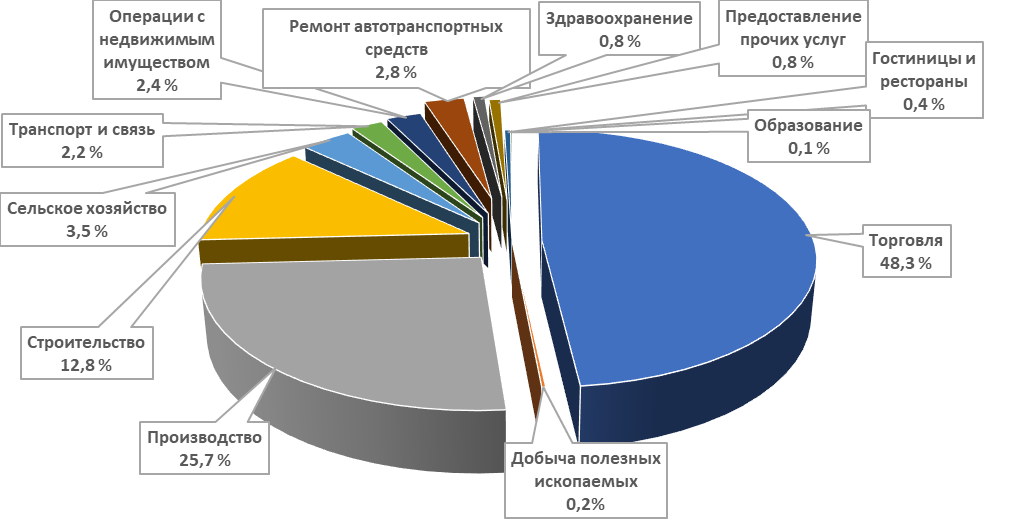 Операции с
недвижимым
имуществом
2,4 %
Ремонт автотранспортных
средств
2,8 %
Здравоохранение
0,8 %
Предоставление
прочих услуг
0,8 %
Гостиницы и
рестораны
0,4 %
Образование
0,1 %
Транспорт и связь
2,2 %
Сельское хозяйство
3,5 %
Торговля
48,3 %
Строительство
12,8 %
Производство
25,7 %
Добыча полезных
ископаемых
0,2%